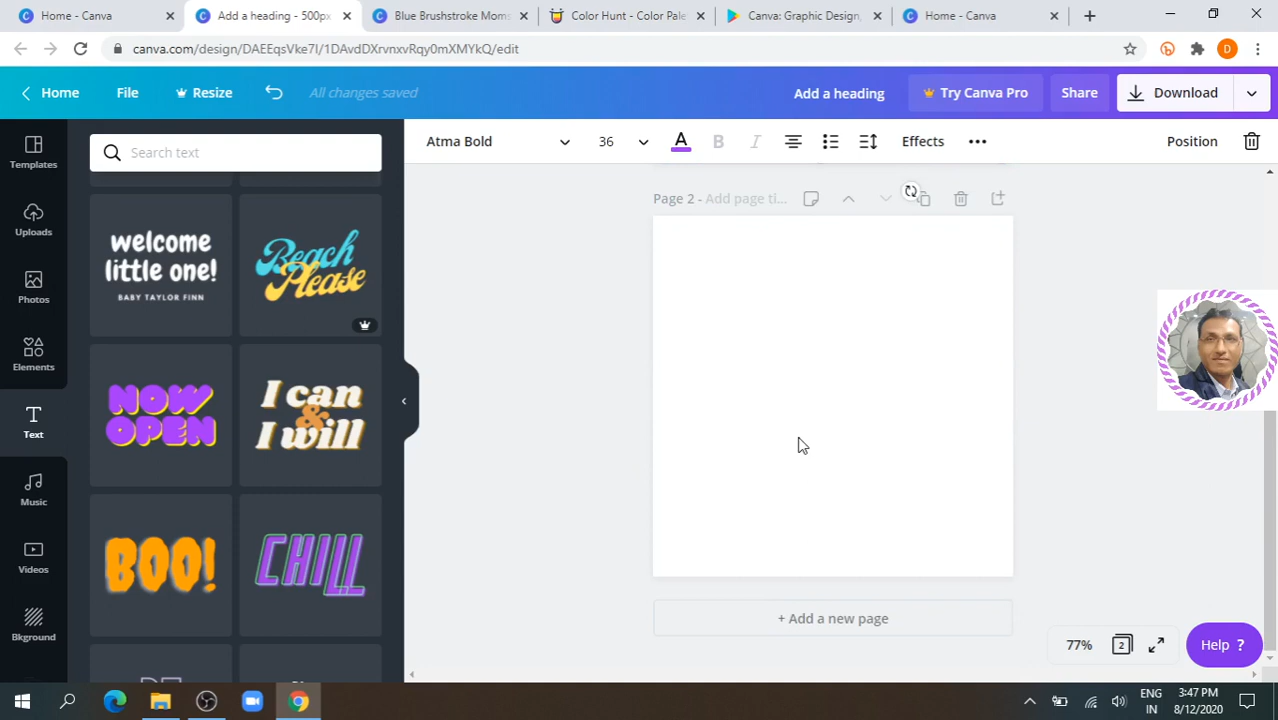 Home - Canva
Add a heading - 500px
Blue Brushstroke Moms
Color Hunt - Color Pale
Canva: Graphic Design,
Home - Canva
canva.com/design/DAEEqsVke7I/1DAvdDXrvnxvRqy0mXMYkQ/edit
D
Home
File
Resize
All changes saved
Add a heading
Try Canva Pro
Share
Download
Templates
Uploads
Photos
Elements
Text
Music
Videos
Bkground
Search text
Atma Bold
36
A
B
I
Effects
Position
welcome
little one!
BABY TAYLOR FINN
Beach
Please
NOW
OPEN
I can
&
I will
BOO!
CHILL
Page 2 - Add page ti...
+ Add a new page
77%
2
Help ?
ENG
IN
3:47 PM
8/12/2020